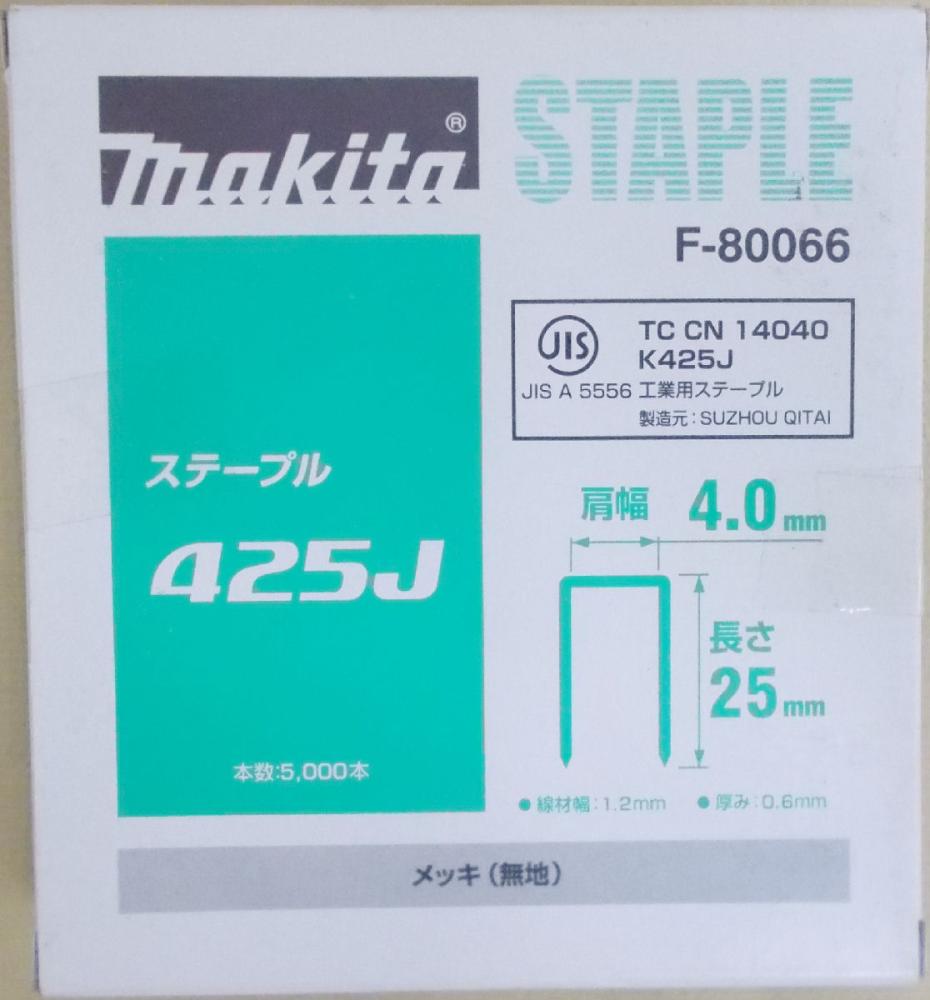 makita®
STAPLE
F-80066
JIS
TC CN 14040
K425J
JIS A 5556 工業用ステープル
製造元:SUZHOU QITAI
ステープル
425J
本数:5,000本
肩幅 4.0mm
長さ
25mm
●線材幅:1.2mm ●厚み:0.6mm
メッキ(無地)